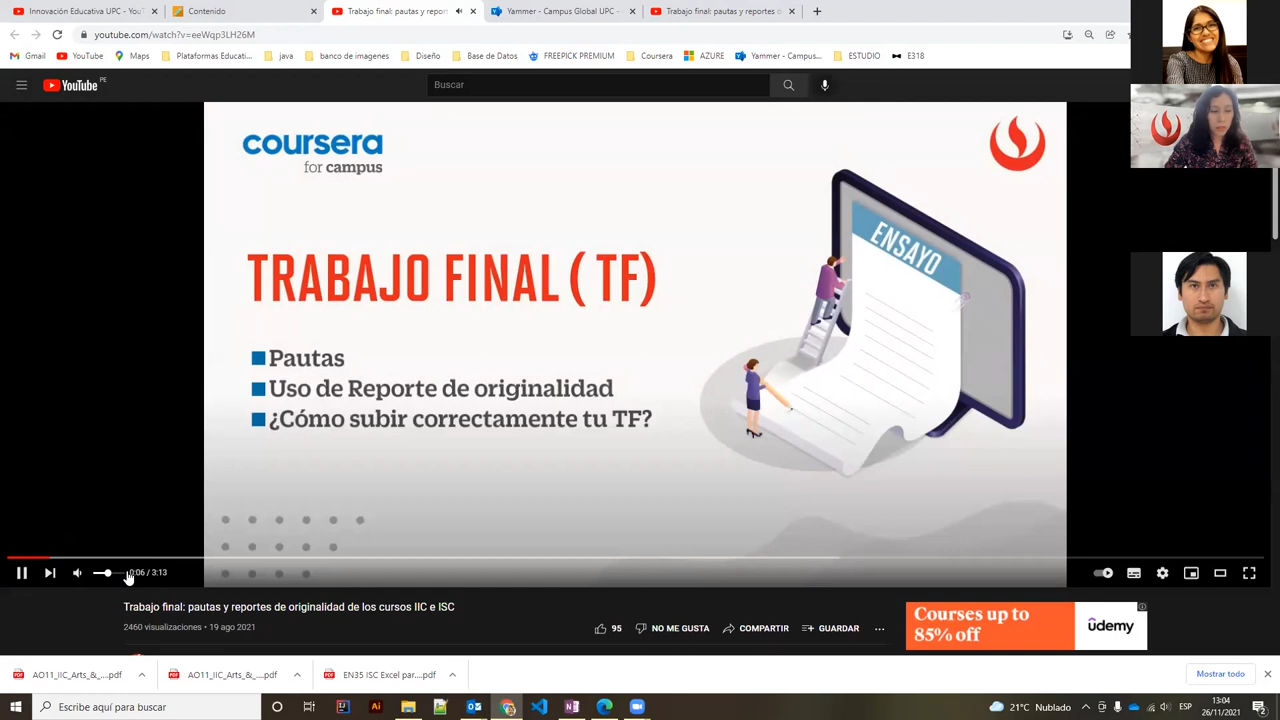 Innovación Educativa UPC - YouT
Contenido
Trabajo final: pautas y report
Yammer - Campus Global UPC -
Trabajo final: pautas y reportes d
youtube.com/watch?v=eeWqp3LH26M
Gmail
YouTube
Maps
Plataformas Educati...
java
banco de imagenes
Diseño
Base de Datos
FREEPICK PREMIUM
Coursera
AZURE
Yammer - Campus...
ESTUDIO
E318
YouTube PE
Buscar
coursera
for campus
ENSAYO
TRABAJO FINAL ( TF)
Pautas
Uso de Reporte de originalidad
¿Cómo subir correctamente tu TF?
0:06 / 3:13
Trabajo final: pautas y reportes de originalidad de los cursos IIC e ISC
2460 visualizaciones • 19 ago 2021
95
NO ME GUSTA
COMPARTIR
GUARDAR
Courses up to
85% off
ûdemy
AO11_IIC_Arts_&_....pdf
AO11_IIC_Arts_&_....pdf
EN35 ISC Excel par....pdf
Mostrar todo
Escribe aquí para buscar
21°C Nublado
ESP
13:04
26/11/2021